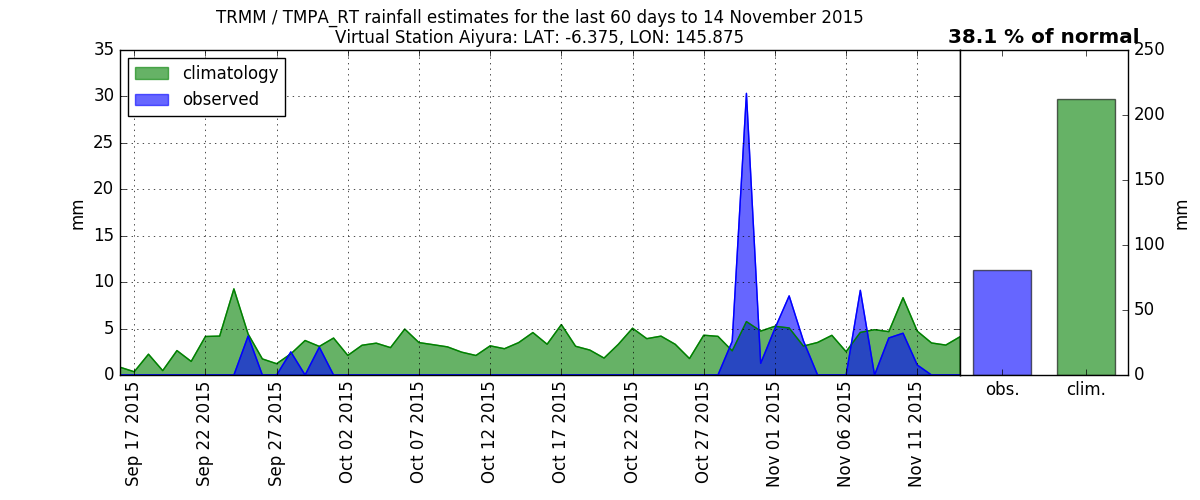 TRMM / TMPA_RT rainfall estimates for the last 60 days to 14 November 2015
Virtual Station Aiyura: LAT: -6.375, LON: 145.875
38.1 % of normal
climatology
observed
35
30
25
20
15
10
5
0
mm
Sep 17 2015
Sep 22 2015
Sep 27 2015
Oct 02 2015
Oct 07 2015
Oct 12 2015
Oct 17 2015
Oct 22 2015
Oct 27 2015
Nov 01 2015
Nov 06 2015
Nov 11 2015
250
200
150
100
50
0
mm
obs.
clim.